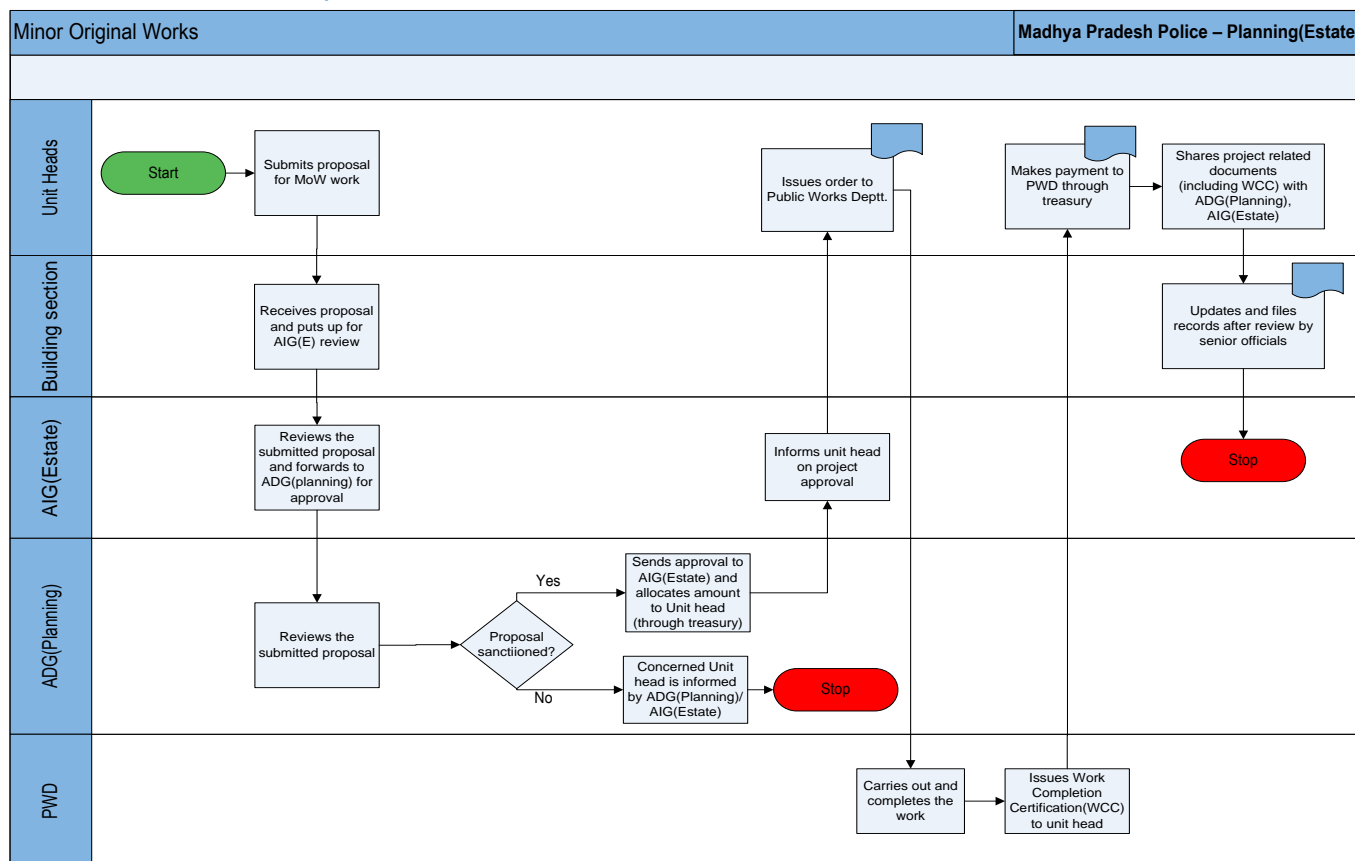 Minor Original Works
Madhya Pradesh Police – Planning(Estate
Unit Heads
Start
Submits proposal
for MoW work
Issues order to
Public Works Deptt.
Makes payment to
PWD through
treasury
Shares project related
documents
(including WCC) with
ADG(Planning),
AIG(Estate)
Building section
Receives proposal
and puts up for
AIG(E) review
Updates and files
records after review by
senior officials
AIG(Estate)
Reviews the
submitted proposal
and forwards to
ADG(planning) for
approval
Informs unit head
on project
approval
Stop
ADG(Planning)
Reviews the
submitted proposal
Proposal
sanctiioned?
Yes
Sends approval to
AIG(Estate) and
allocates amount
to Unit head
(through treasury)
No
Concerned Unit
head is informed
by ADG(Planning)/
AIG(Estate)
Stop
PWD
Carries out and
completes the
work
Issues Work
Completion
Certification(WCC)
to unit head